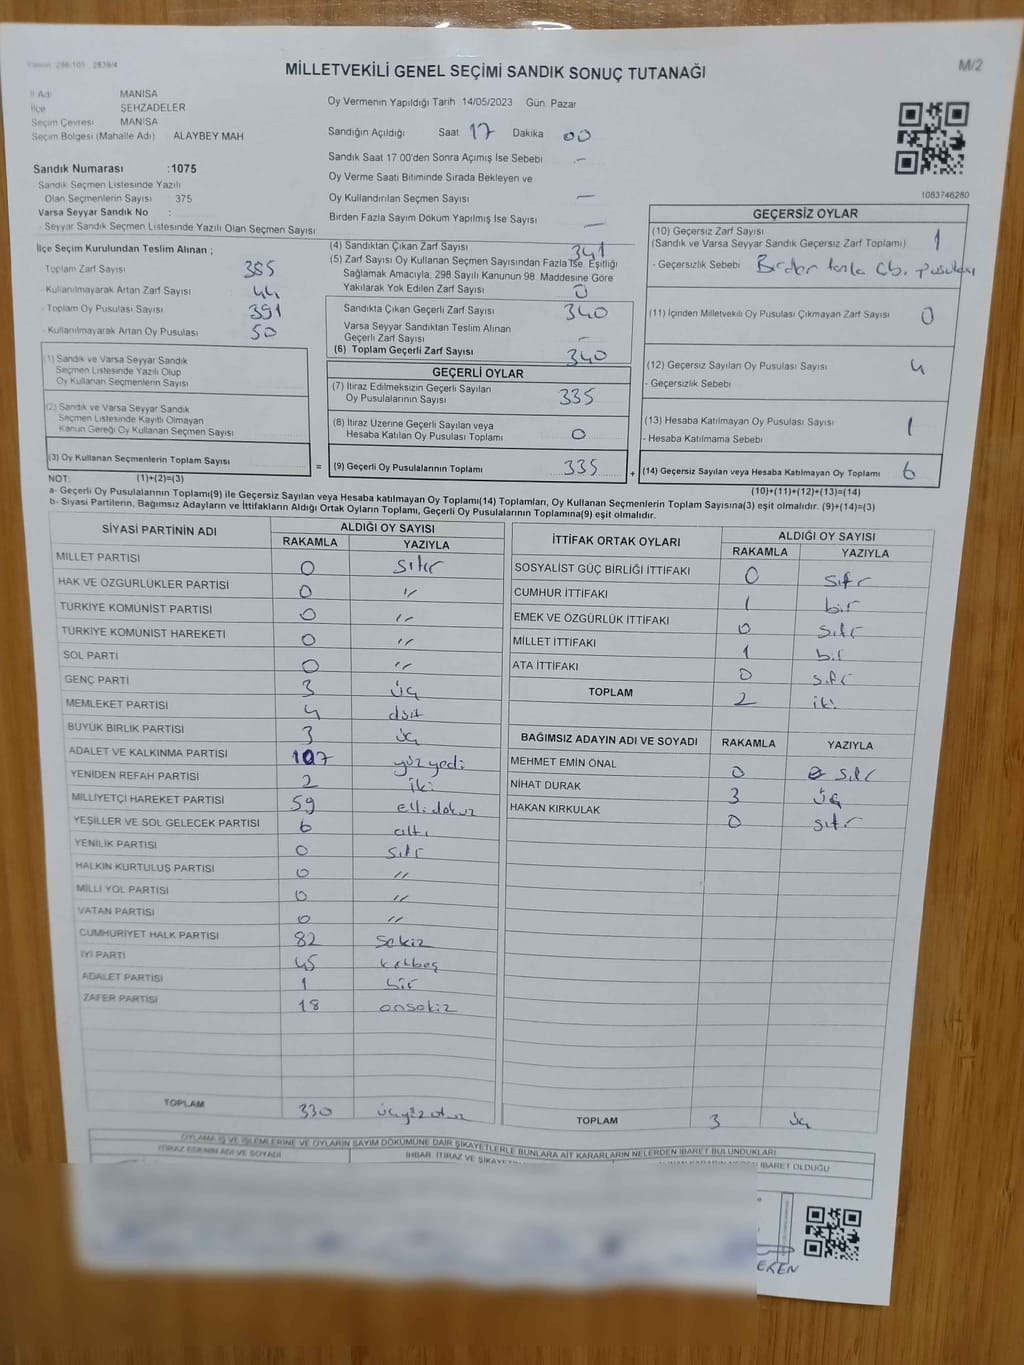 MİLLETVEKİLİ GENEL SEÇİMİ SANDIK SONUÇ TUTANAĞI
M/2
İl Adı MANİSA
İlçe ŞEHZADELER
Seçim Çevresi MANİSA
Seçim Bölgesi (Mahalle Adı) ALAYBEY MAH
Oy Vermenin Yapıldığı Tarih 14/05/2023 Gün Pazar
Sandığın Açıldığı Saat 17 Dakika 00
Sandık Saat 17 00'den Sonra Açımış İse Sebebi —
Oy Verme Saati Bitiminde Sırada Bekleyen ve
Oy Kullandırılan Seçmen Sayısı —
Birden Fazla Sayım Döküm Yapılmış İse Sayısı —
Sandık Numarası :1075
- Sandık Seçmen Listesinde Yazılı
Olan Seçmenlerin Sayısı 375
Varsa Seyyar Sandık No :
- Seyyar Sandık Seçmen Listesinde Yazılı Olan Seçmen Sayısı
1083746280
İlçe Seçim Kurulundan Teslim Alınan ;
- Toplam Zarf Sayısı 385
- Kullanılmayarak Artan Zarf Sayısı 44
- Toplam Oy Pusulası Sayısı 391
- Kullanılmayarak Artan Oy Pusulası 50
(1) Sandık ve Varsa Seyyar Sandık
Seçmen Listesinde Yazılı Olup
Oy Kullanan Seçmenlerin Sayısı
(2) Sandık ve Varsa Seyyar Sandık
Seçmen Listesinde Kayıtlı Olmayan
Kanun Gereği Oy Kullanan Seçmen Sayısı
(3) Oy Kullanan Seçmenlerin Toplam Sayısı
=
(4) Sandıktan Çıkan Zarf Sayısı 341
(5) Zarf Sayısı Oy Kullanan Seçmen Sayısından Fazla İse, Eşitliği
Sağlamak Amacıyla, 298 Sayılı Kanunun 98. Maddesine Göre
Yakılarak Yok Edilen Zarf Sayısı 0
Sandıkta Çıkan Geçerli Zarf Sayısı 340
Varsa Seyyar Sandıktan Teslim Alınan
Geçerli Zarf Sayısı —
(6) Toplam Geçerli Zarf Sayısı 340
GEÇERLİ OYLAR
(7) İtiraz Edilmeksizin Geçerli Sayılan
Oy Pusulalarının Sayısı 335
(8) İtiraz Üzerine Geçerli Sayılan veya
Hesaba Katılan Oy Pusulası Toplamı 0
(9) Geçerli Oy Pusulalarının Toplamı 335
+
GEÇERSİZ OYLAR
(10) Geçersiz Zarf Sayısı
(Sandık ve Varsa Seyyar Sandık Geçersiz Zarf Toplamı) 1
- Geçersizlik Sebebi
(11) İçinden Milletvekili Oy Pusulası Çıkmayan Zarf Sayısı 0
(12) Geçersiz Sayılan Oy Pusulası Sayısı 4
- Geçersizlik Sebebi
(13) Hesaba Katılmayan Oy Pusulası Sayısı 1
- Hesaba Katılmama Sebebi
(14) Geçersiz Sayılan veya Hesaba Katılmayan Oy Toplamı 6
NOT: (1)+(2)=(3)
(10)+(11)+(12)+(13)=(14)
a- Geçerli Oy Pusulalarının Toplamı(9) ile Geçersiz Sayılan veya Hesaba katılmayan Oy Toplamı(14) Toplamları, Oy Kullanan Seçmenlerin Toplam Sayısına(3) eşit olmalıdır. (9)+(14)=(3)
b- Siyasi Partilerin, Bağımsız Adayların ve İttifakların Aldığı Ortak Oyların Toplamı, Geçerli Oy Pusulalarının Toplamına(9) eşit olmalıdır.
SİYASİ PARTİNİN ADI ALDIĞI OY SAYISI
RAKAMLA YAZIYLA
MİLLET PARTİSİ 0 sıfır
HAK VE ÖZGÜRLÜKLER PARTİSİ 0 "
TÜRKİYE KOMÜNİST PARTİSİ 0 "
TÜRKİYE KOMÜNİST HAREKETİ 0 "
SOL PARTİ 0 "
GENÇ PARTİ 3 üç
MEMLEKET PARTİSİ 4 dört
BÜYÜK BİRLİK PARTİSİ 3 üç
ADALET VE KALKINMA PARTİSİ 107 yüz yedi
YENİDEN REFAH PARTİSİ 2 iki
MİLLİYETÇİ HAREKET PARTİSİ 59 elli dokuz
YEŞİLLER VE SOL GELECEK PARTİSİ 6 altı
YENİLİK PARTİSİ 0 sıfır
HALKIN KURTULUŞ PARTİSİ 0 "
MİLLİ YOL PARTİSİ 0 "
VATAN PARTİSİ 0 "
CUMHURİYET HALK PARTİSİ 82 sekiz
İYİ PARTİ 45 kırkbeş
ADALET PARTİSİ 1 bir
ZAFER PARTİSİ 18 onsekiz
TOPLAM 330 üçyüz otuz
İTTİFAK ORTAK OYLARI ALDIĞI OY SAYISI
RAKAMLA YAZIYLA
SOSYALİST GÜÇ BİRLİĞİ İTTİFAKI 0 sıfır
CUMHUR İTTİFAKI 1 bir
EMEK VE ÖZGÜRLÜK İTTİFAKI 0 sıfır
MİLLET İTTİFAKI 1 bir
ATA İTTİFAKI 0 sıfır
TOPLAM 2 iki
BAĞIMSIZ ADAYIN ADI VE SOYADI RAKAMLA YAZIYLA
MEHMET EMİN ÖNAL 0 sıfır
NİHAT DURAK 3 üç
HAKAN KIRKULAK 0 sıfır
TOPLAM 3 üç
OYLAMA İŞ VE İŞLEMLERİNE VE OYLARIN SAYIM DÖKÜMÜNE DAİR ŞİKAYETLERLE BUNLARA AİT KARARLARIN NELERDEN İBARET BULUNDUKLARI
İTİRAZ EDENİN ADI VE SOYADI
İHBAR, İTİRAZ VE
İBARET OLDUĞU